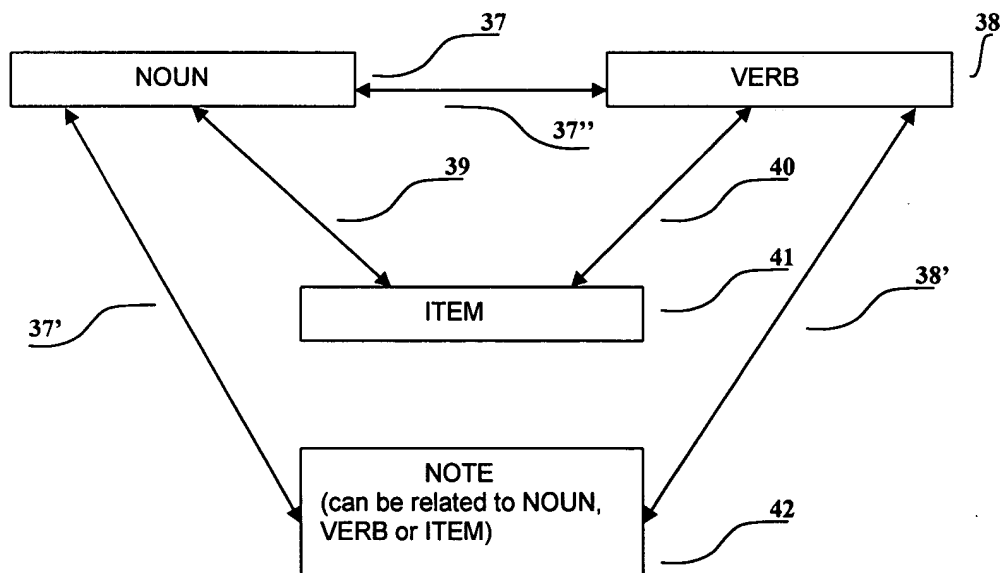 37
38
NOUN
VERB
37’’
39
40
41
ITEM
38’
37’
NOTE
(can be related to NOUN,
VERB or ITEM)
42